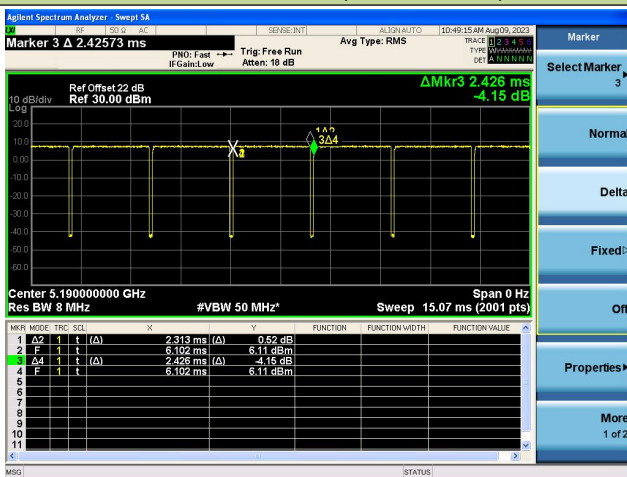 Agilent Spectrum Analyzer - Swept SA
RF 50 Ω AC SENSE:INT ALIGN AUTO 10:49:15 AM Aug 09, 2023
Marker 3 Δ 2.42573 ms
PNO: Fast
IFGain:Low
Trig: Free Run
Atten: 18 dB
Avg Type: RMS
TRACE 1 2 3 4 5 6
TYPE
DET A N N N N N
Ref Offset 22 dB
10 dB/div Ref 30.00 dBm
Log
ΔMkr3 2.426 ms
-4.15 dB
20.0
10.0
0.00
-10.0
-20.0
-30.0
-40.0
-50.0
-60.0
1Δ2
3Δ4
Center 5.190000000 GHz Span 0 Hz
Res BW 8 MHz #VBW 50 MHz* Sweep 15.07 ms (2001 pts)
MKR MODE TRC SCL X Y FUNCTION FUNCTION WIDTH FUNCTION VALUE
1 Δ2 1 t (Δ) 2.313 ms (Δ) 0.52 dB
2 F 1 t 6.102 ms 6.11 dBm
3 Δ4 1 t (Δ) 2.426 ms (Δ) -4.15 dB
4 F 1 t 6.102 ms 6.11 dBm
5
6
7
8
9
10
11
MSG STATUS
Marker
Select Marker
3
Normal
Delta
Fixed
Off
Properties
More
1 of 2